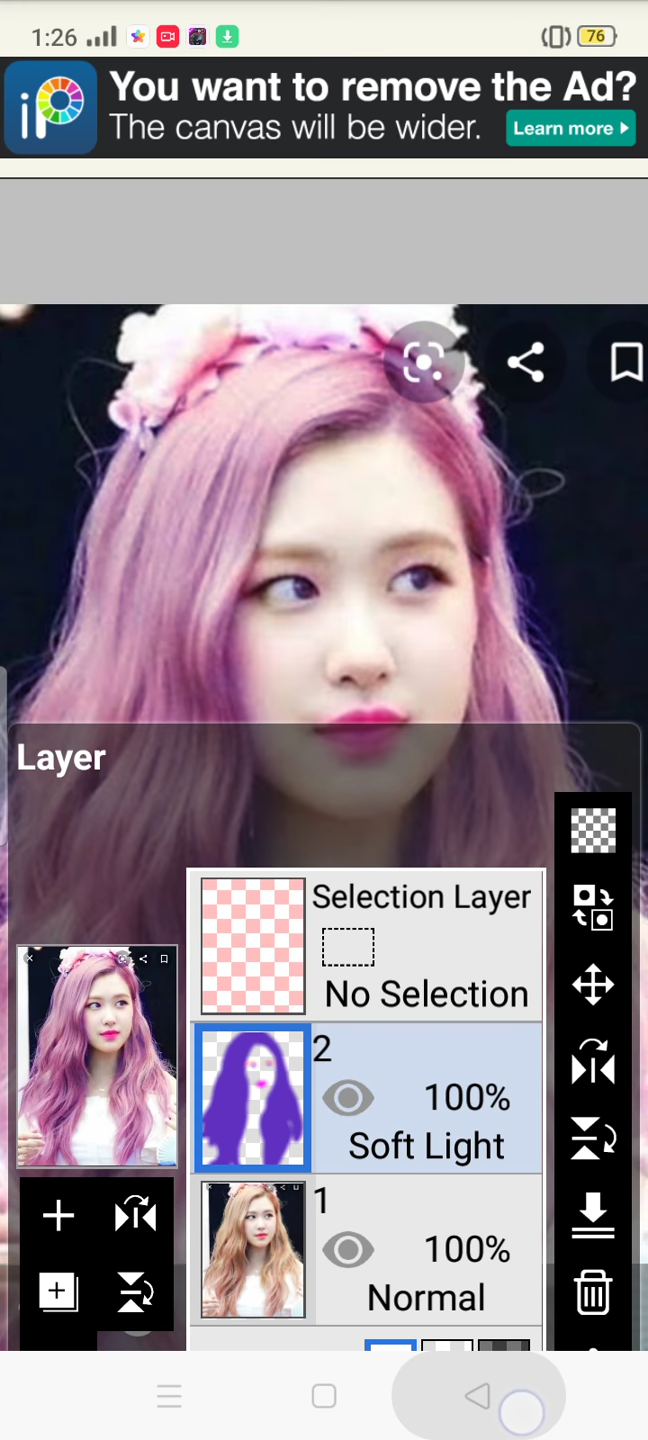 1:26
76
iP
You want to remove the Ad?
The canvas will be wider.
Learn more
Layer
Selection Layer
No Selection
2
100%
Soft Light
1
100%
Normal